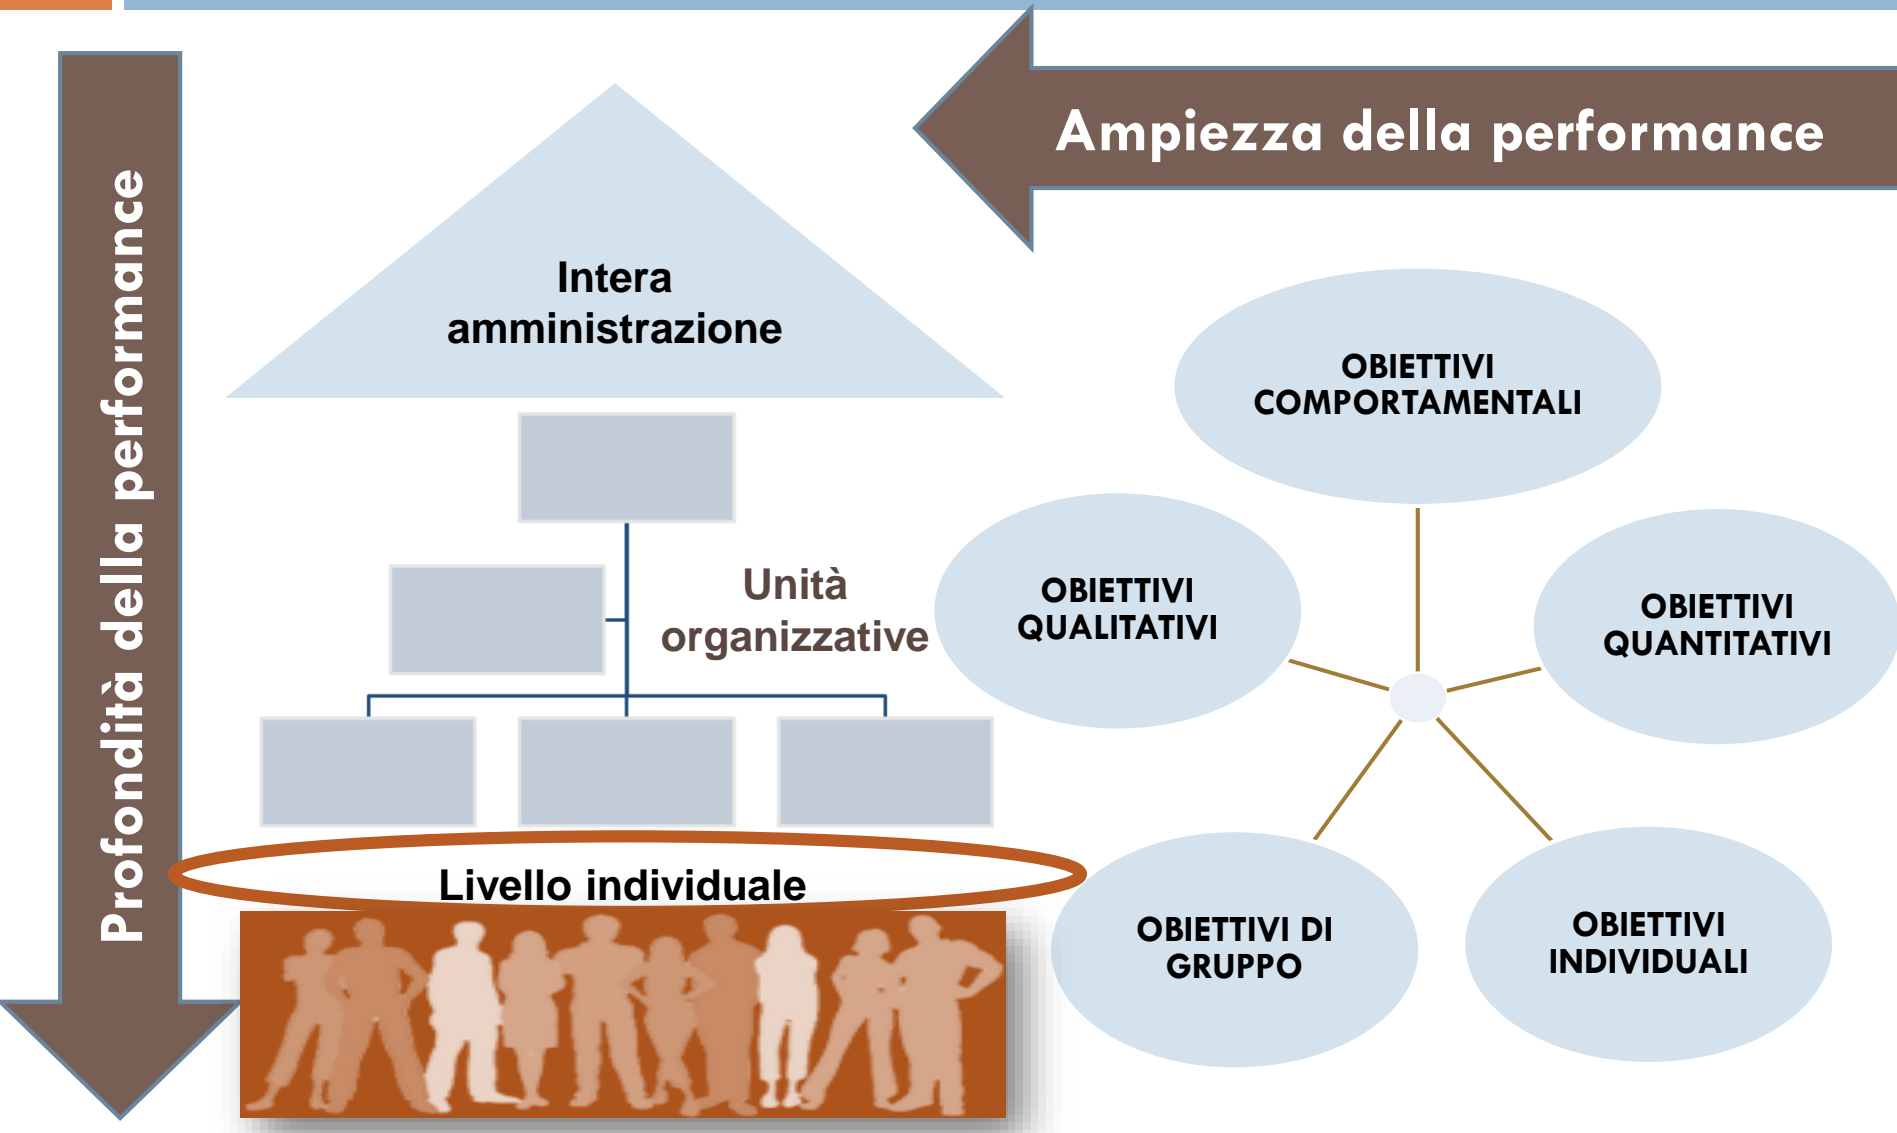 Ampiezza della performance
Profondità della performance
Intera
amministrazione
Unità
organizzative
Livello individuale
OBIETTIVI
COMPORTAMENTALI
OBIETTIVI
QUALITATIVI
OBIETTIVI
QUANTITATIVI
OBIETTIVI DI
GRUPPO
OBIETTIVI
INDIVIDUALI